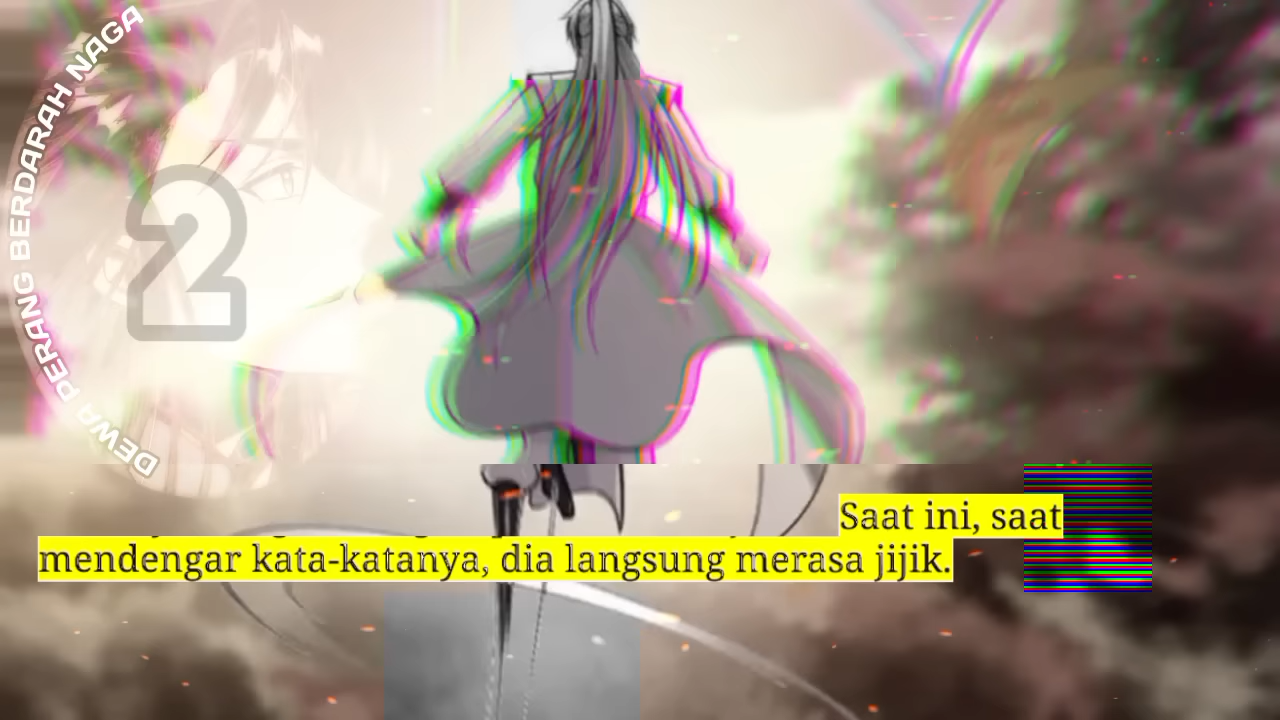 DEWA PERANG BERDARAH NAGA
2
Saat ini, saat
mendengar kata-katanya, dia langsung merasa jijik.